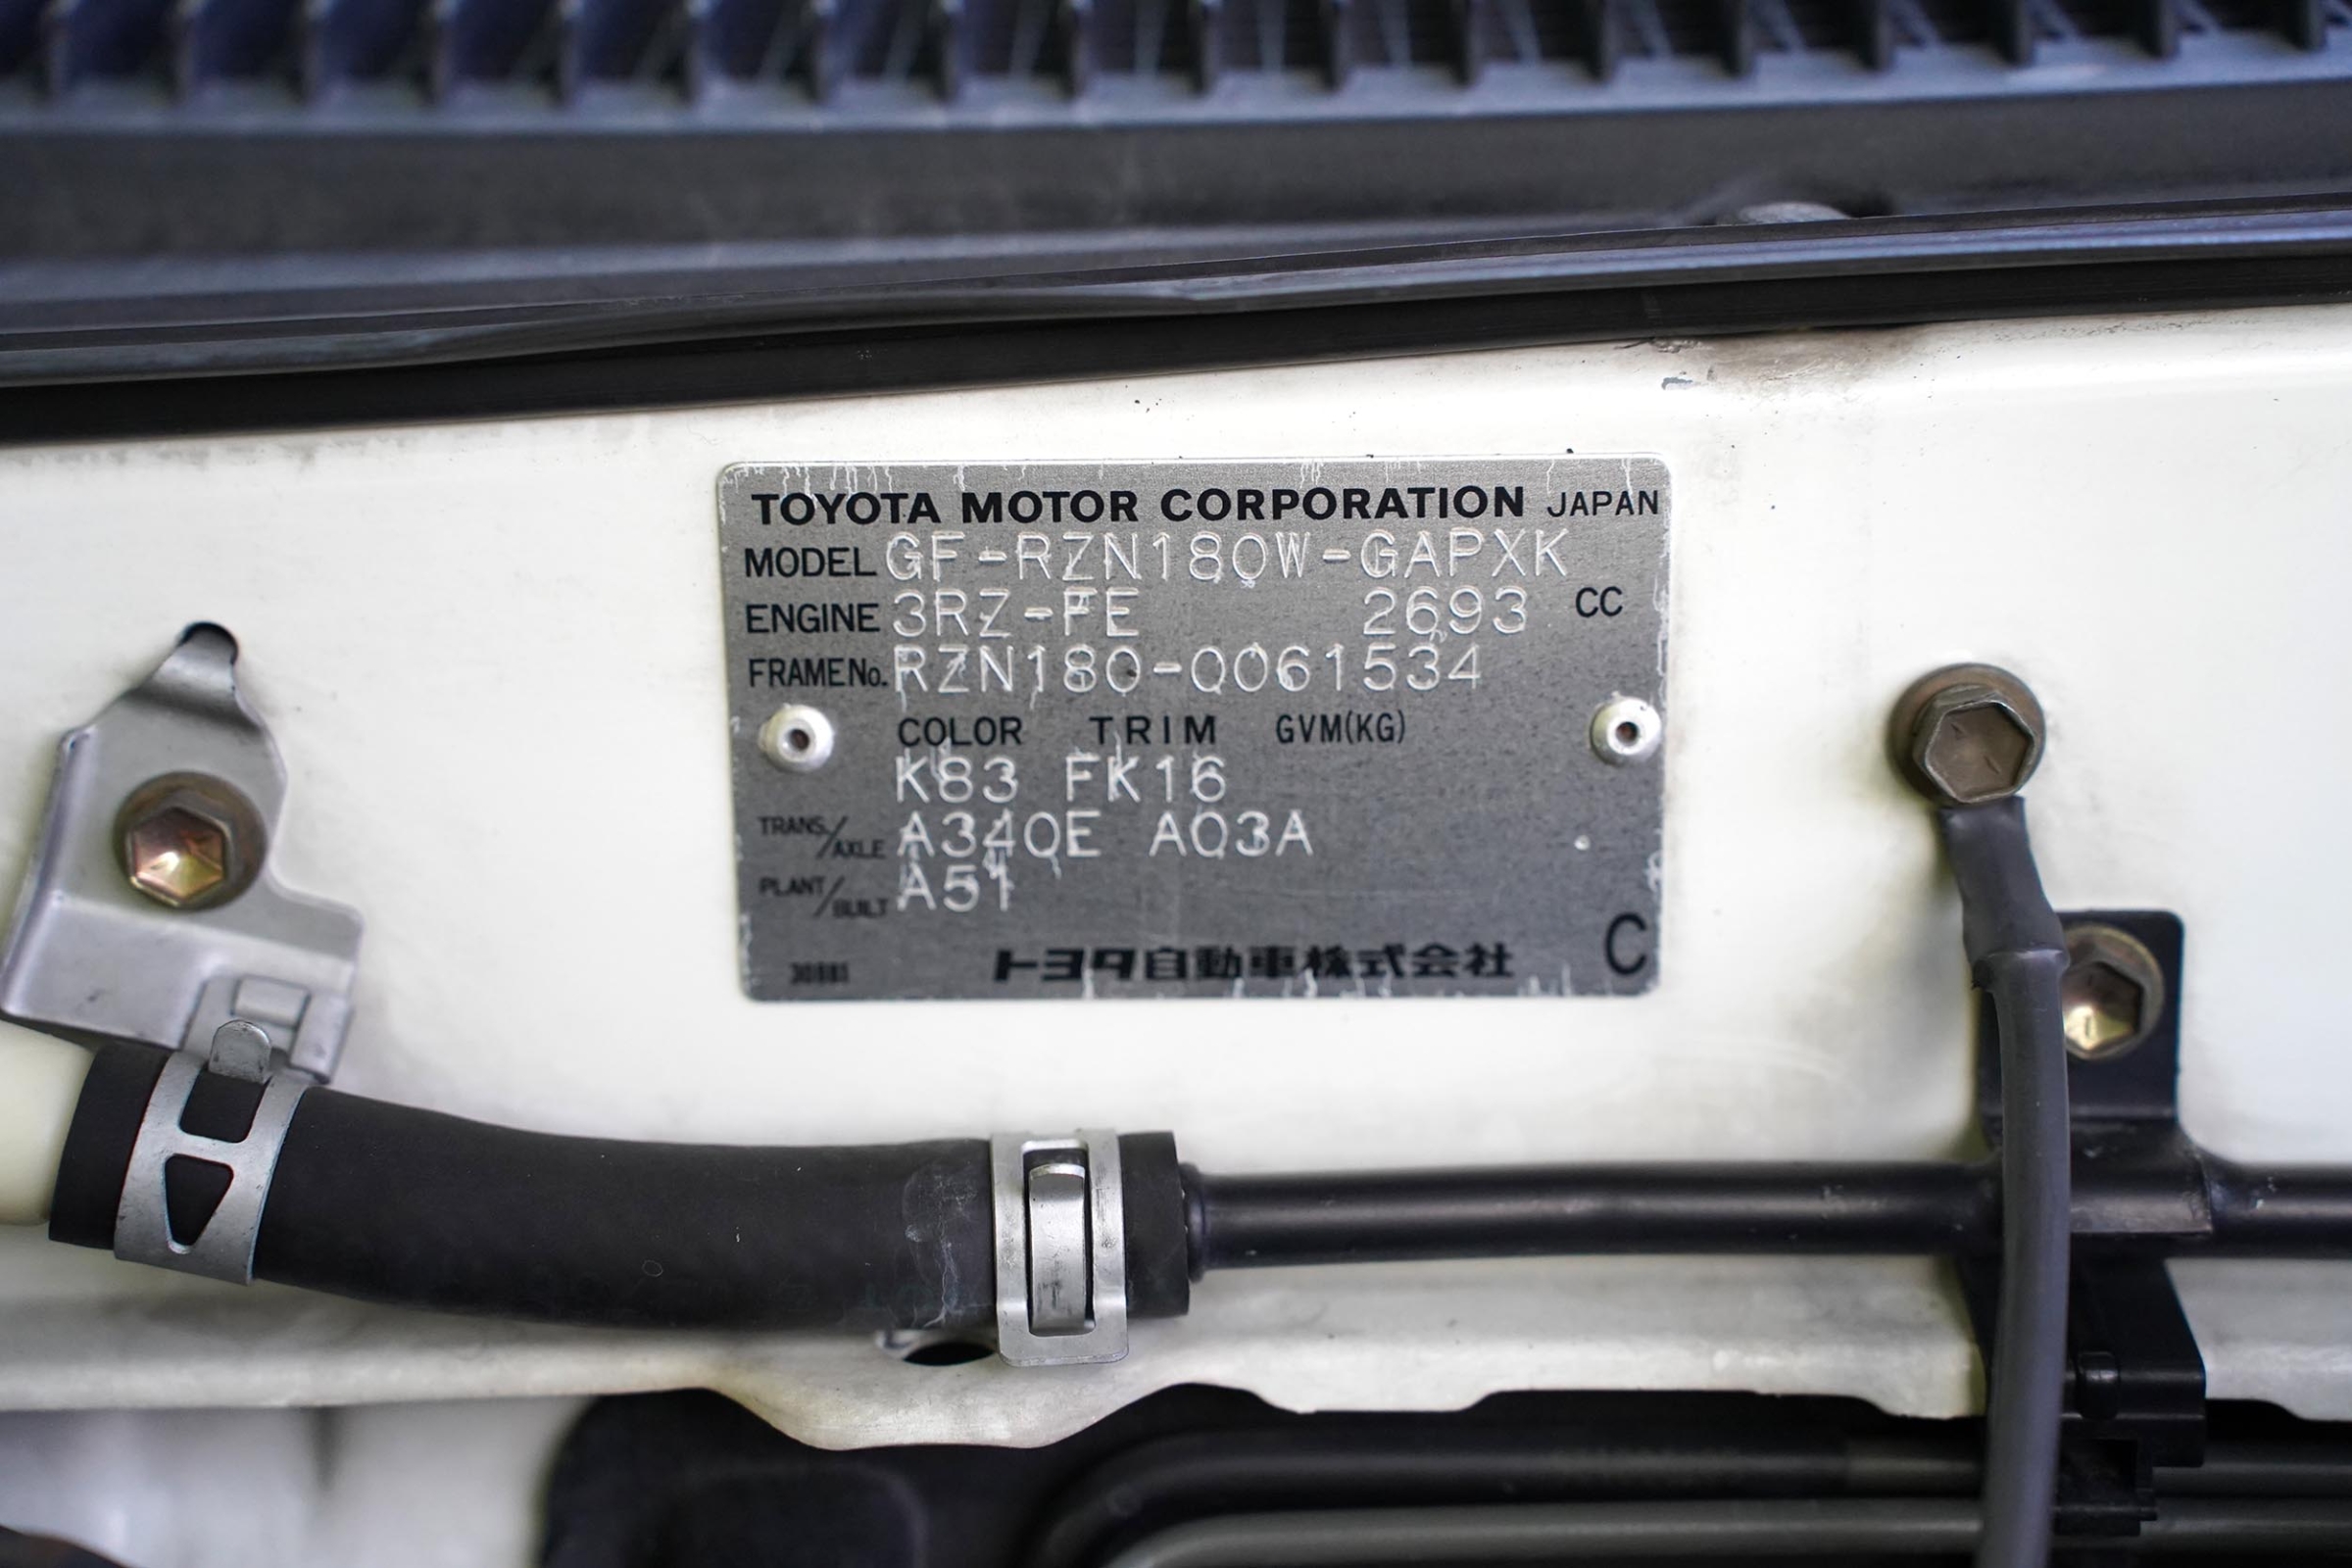 TOYOTA MOTOR CORPORATION JAPAN
MODEL GF-RZN180W-GAPXK
ENGINE 3RZ-FE 2693 CC
FRAME No. RZN180-0061534
COLOR TRIM GVM(KG)
K83 FK16
TRANS./AXLE A340E A03A
PLANT/BUILT A51
トヨタ自動車株式会社 C